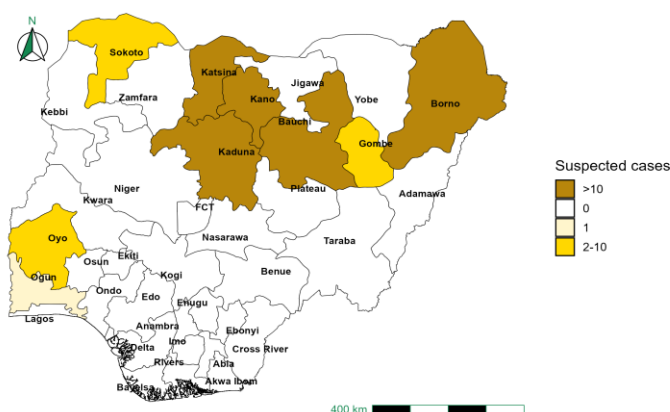 N
Sokoto
Katsina
Jigawa
Kano
Yobe
Borno
Kebbi
Zamfara
Bauchi
Gombe
Kaduna
Suspected cases
>10
0
1
2-10
Niger
Plateau
Adamawa
Kwara
FCT
Nasarawa
Taraba
Oyo
Osun
Ekiti
Kogi
Benue
Ogun
Ondo
Edo
Enugu
Lagos
Anambra
Ebonyi
Delta
Imo
Cross River
Rivers
Abia
Bayelsa
Akwa Ibom
400 km